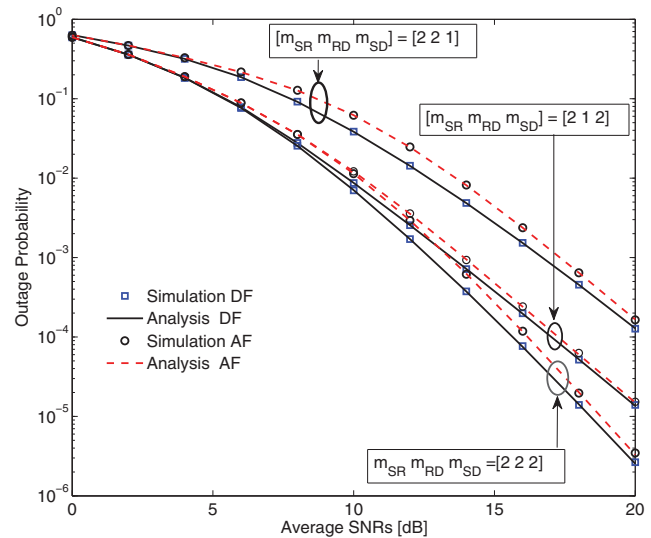 10^0
[m_SR m_RD m_SD] = [2 2 1]
10^-1
[m_SR m_RD m_SD] = [2 1 2]
10^-2
Outage Probability
10^-3
Simulation DF
Analysis DF
Simulation AF
Analysis AF
10^-4
10^-5
m_SR m_RD m_SD =[2 2 2]
10^-6
0 5 10 15 20
Average SNRs [dB]